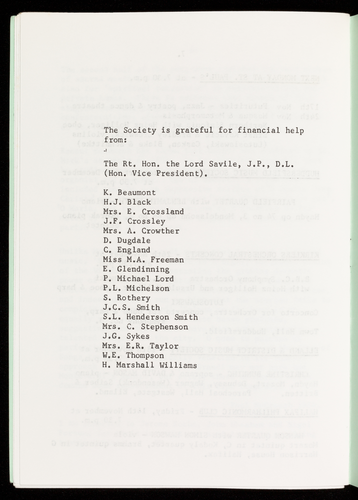 The Society is grateful for financial help
from:
The Rt. Hon. the Lord Savile, J.P., D.L.
(Hon. Vice President).
K. Beaumont
H.J. Black
Mrs. E. Crossland
J.F. Crossley
Mrs. A. Crowther
D. Dugdale
C. England
Miss M.A. Freeman
E. Glendinning
P. Michael Lord
P.L. Michelson
S. Rothery
J.C.S. Smith
S.L. Henderson Smith
Mrs. C. Stephenson
J.G. Sykes
Mrs. E.R. Taylor
W.E. Thompson
H. Marshall Williams